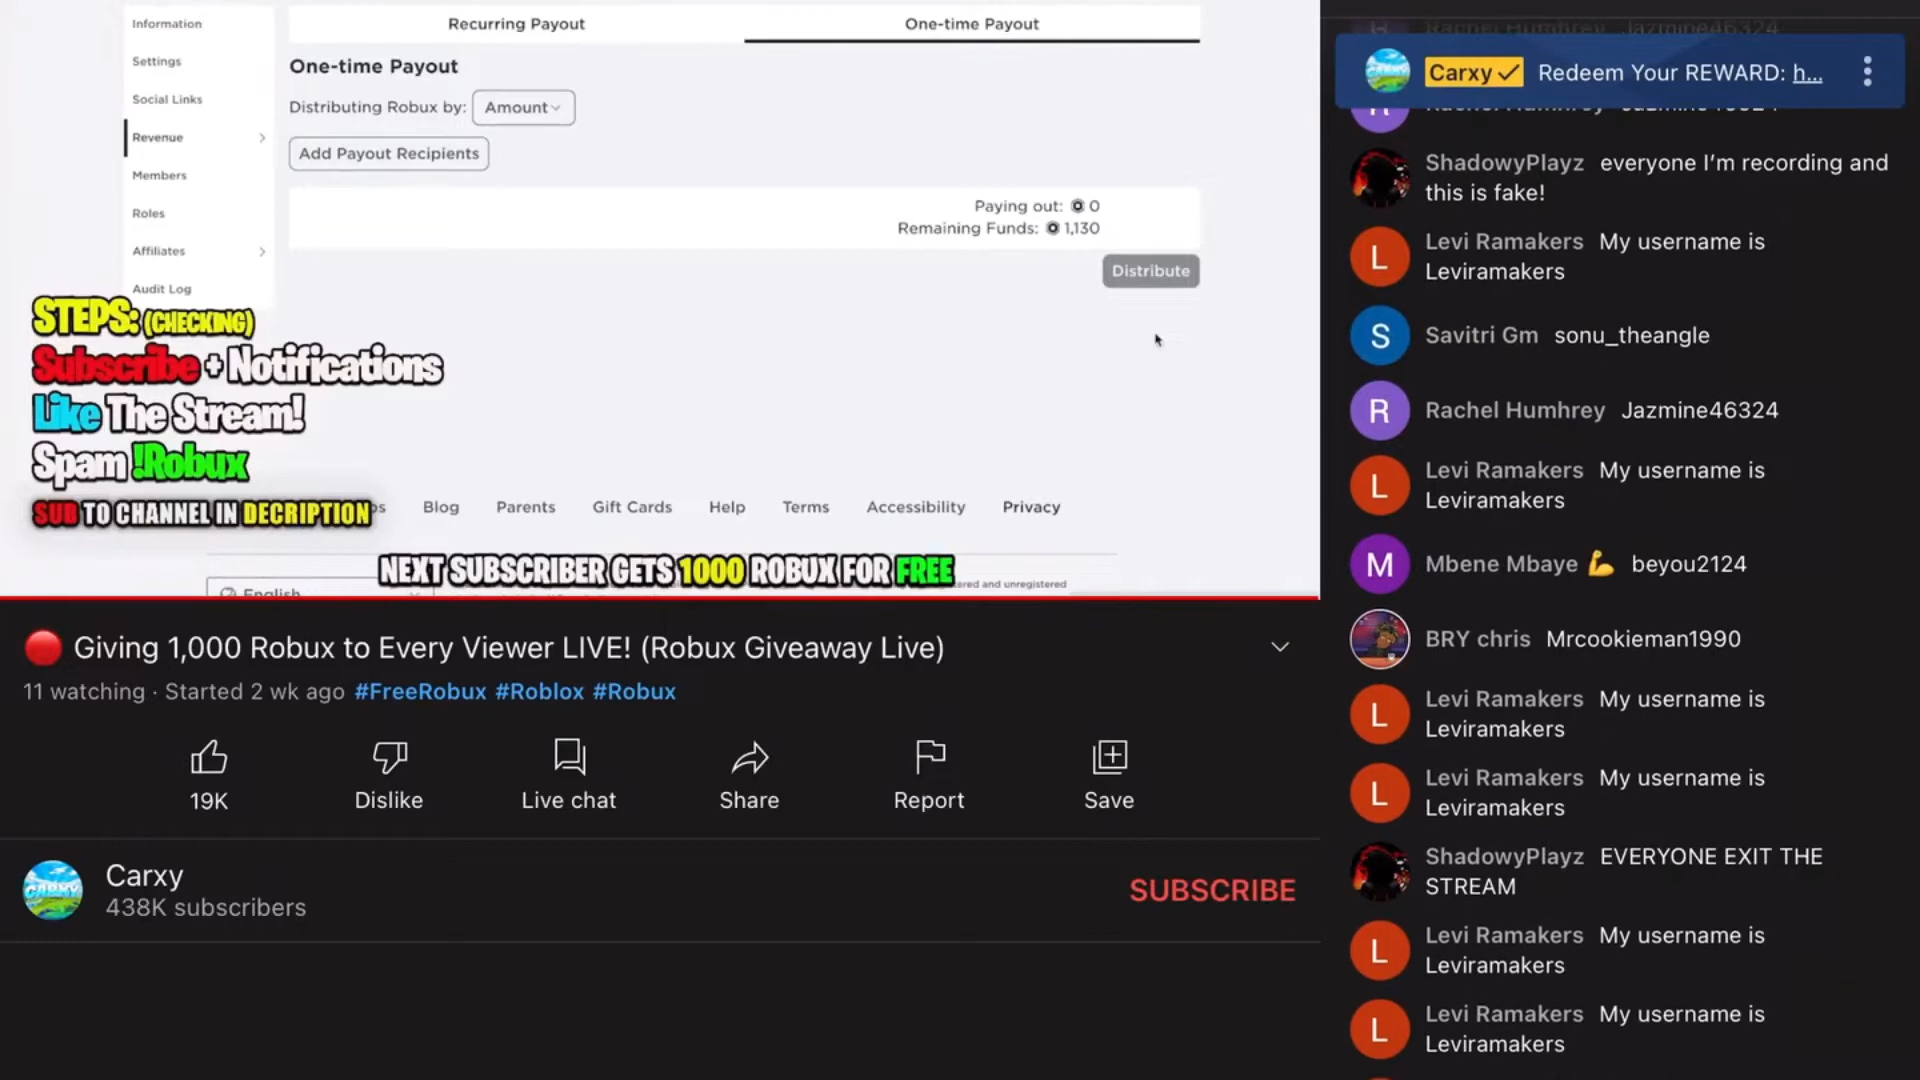 Information
Settings
Social Links
Revenue
Members
Roles
Affiliates
Audit Log
Recurring Payout
One-time Payout
One-time Payout
Distributing Robux by: Amount
Add Payout Recipients
Paying out: 0
Remaining Funds: 1,130
Distribute
STEPS: (CHECKING)
Subscribe + Notifications
Like The Stream!
Spam !Robux
SUB TO CHANNEL IN DECRIPTION
Blog Parents Gift Cards Help Terms Accessibility Privacy
NEXT SUBSCRIBER GETS 1000 ROBUX FOR FREE
and unregistered
English
Giving 1,000 Robux to Every Viewer LIVE! (Robux Giveaway Live)
11 watching · Started 2 wk ago #FreeRobux #Roblox #Robux
19K
Dislike
Live chat
Share
Report
Save
CARXY
Carxy
438K subscribers
SUBSCRIBE
Rachel Humhrey Jazmine46324
Carxy Redeem Your REWARD: h...
Rachel Humhrey Jazmine46324
ShadowyPlayz everyone I'm recording and
this is fake!
L
Levi Ramakers My username is
Leviramakers
S
Savitri Gm sonu_theangle
R
Rachel Humhrey Jazmine46324
L
Levi Ramakers My username is
Leviramakers
M
Mbene Mbaye 💪 beyou2124
BRY chris Mrcookieman1990
L
Levi Ramakers My username is
Leviramakers
L
Levi Ramakers My username is
Leviramakers
ShadowyPlayz EVERYONE EXIT THE
STREAM
L
Levi Ramakers My username is
Leviramakers
L
Levi Ramakers My username is
Leviramakers